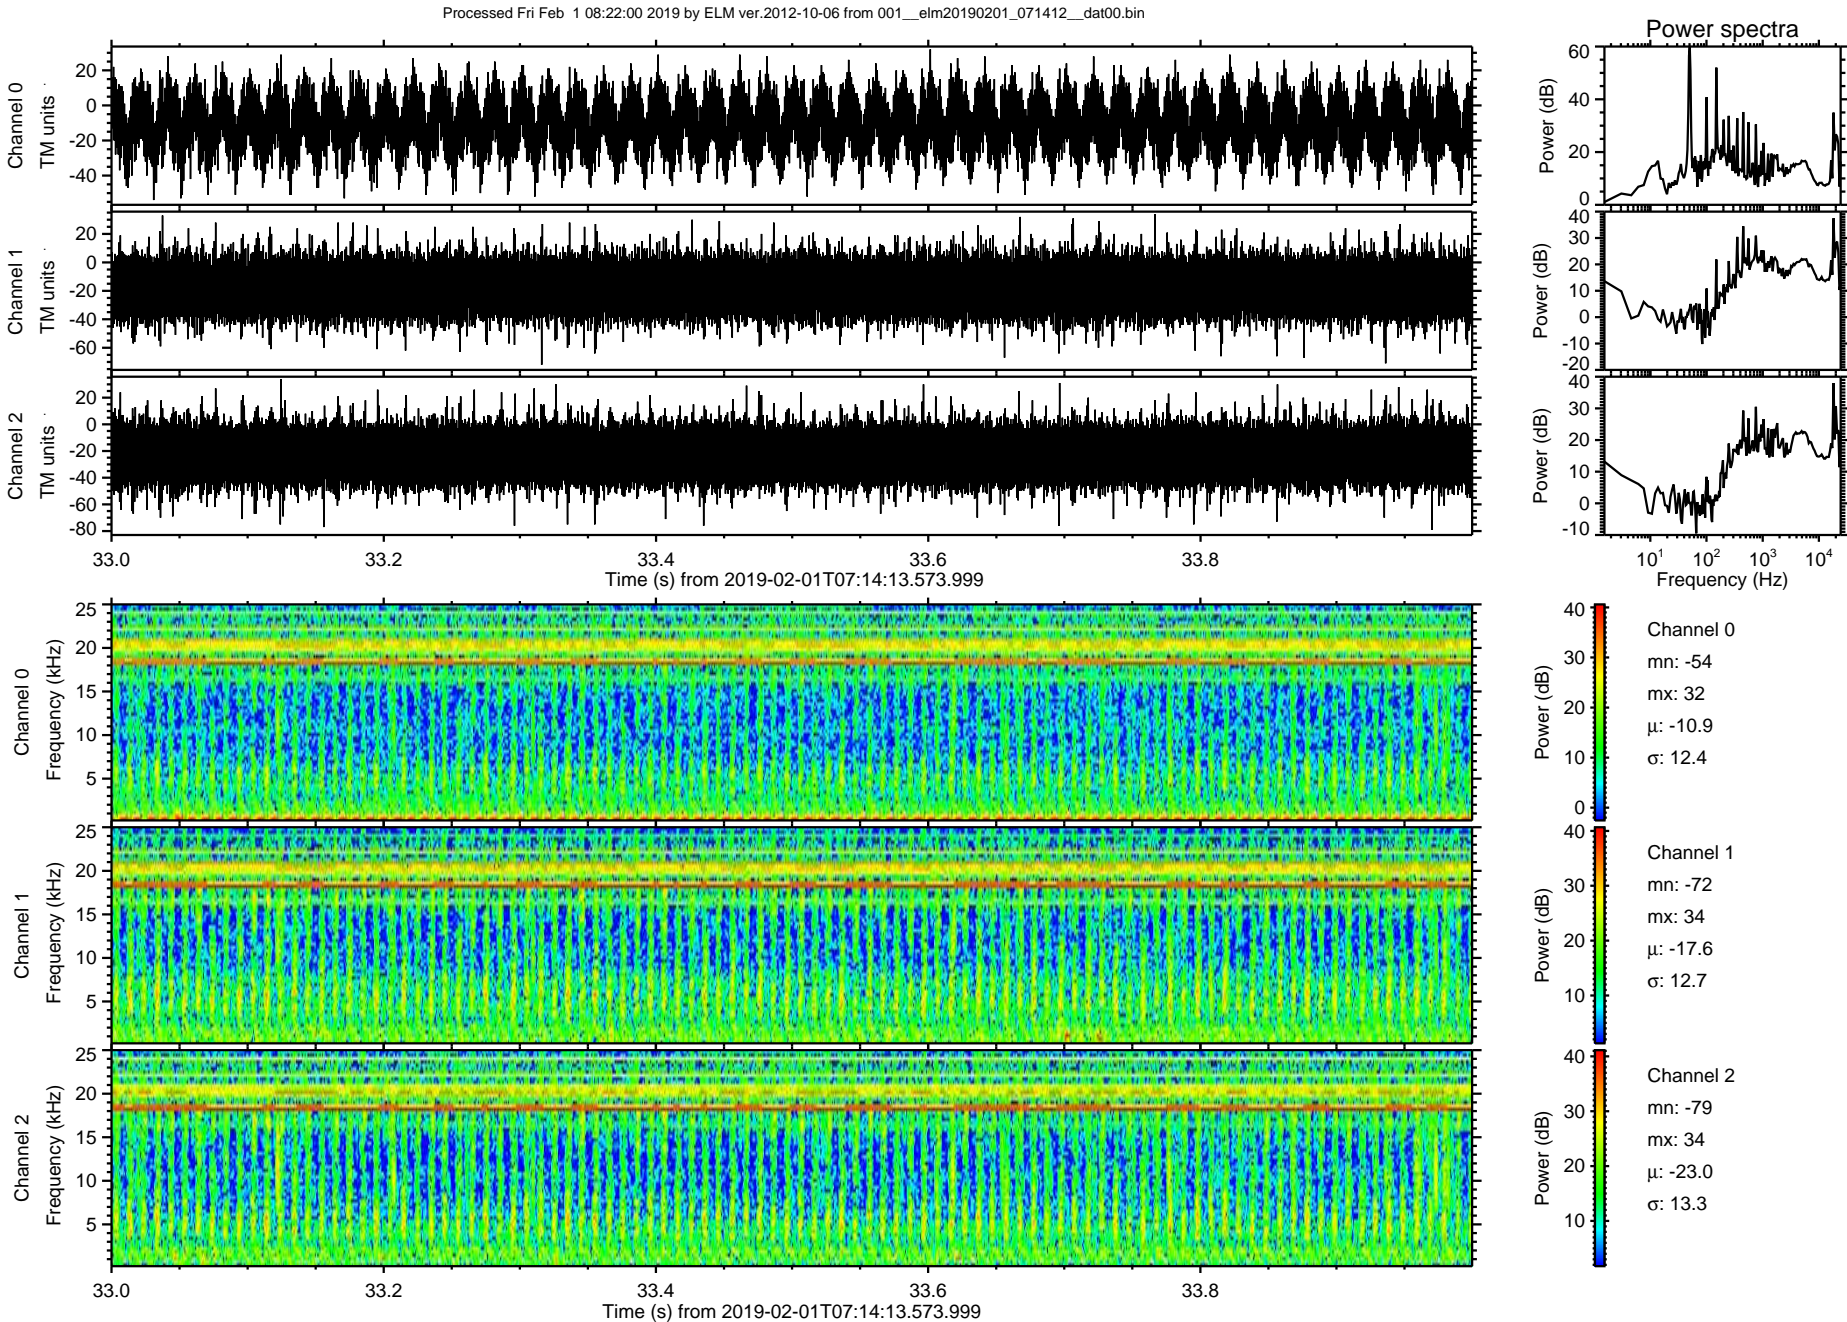 Processed Fri Feb  1 08:22:00 2019 by ELM ver.2012-10-06 from 001__elm20190201_071412__dat00.bin
Power spectra
Channel 0
TM units
20
0
-20
-40
Power (dB)
60
40
20
0
Channel 1
TM units
20
0
-20
-40
-60
Power (dB)
40
30
20
10
0
-10
-20
Channel 2
TM units
20
0
-20
-40
-60
-80
Power (dB)
40
30
20
10
0
-10
33.0 33.2 33.4 33.6 33.8
Time (s) from 2019-02-01T07:14:13.573.999
10^1 10^2 10^3 10^4
Frequency (Hz)
Channel 0
Frequency (kHz)
25
20
15
10
5
Power (dB)
40
30
20
10
0
Channel 0
mn: -54
mx: 32
μ: -10.9
σ: 12.4
Channel 1
Frequency (kHz)
25
20
15
10
5
Power (dB)
40
30
20
10
Channel 1
mn: -72
mx: 34
μ: -17.6
σ: 12.7
Channel 2
Frequency (kHz)
25
20
15
10
5
Power (dB)
40
30
20
10
Channel 2
mn: -79
mx: 34
μ: -23.0
σ: 13.3
33.0 33.2 33.4 33.6 33.8
Time (s) from 2019-02-01T07:14:13.573.999